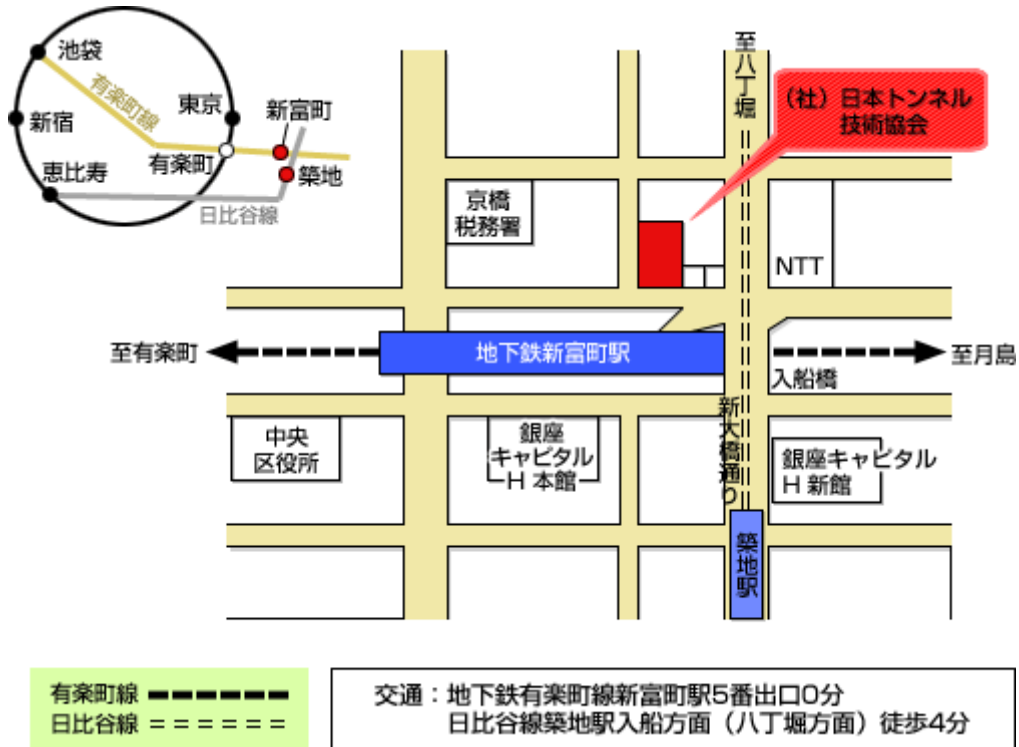 池袋
有楽町線
新宿
東京
新富町
有楽町
恵比寿
築地
日比谷線
至八丁堀
(社)日本トンネル
技術協会
京橋
税務署
NTT
至有楽町
地下鉄新富町駅
至月島
入船橋
新大橋通り
中央
区役所
銀座
キャピタル
H 本館
銀座キャピタル
H 新館
築地駅
有楽町線
日比谷線
交通:地下鉄有楽町線新富町駅5番出口0分
日比谷線築地駅入船方面(八丁堀方面)徒歩4分